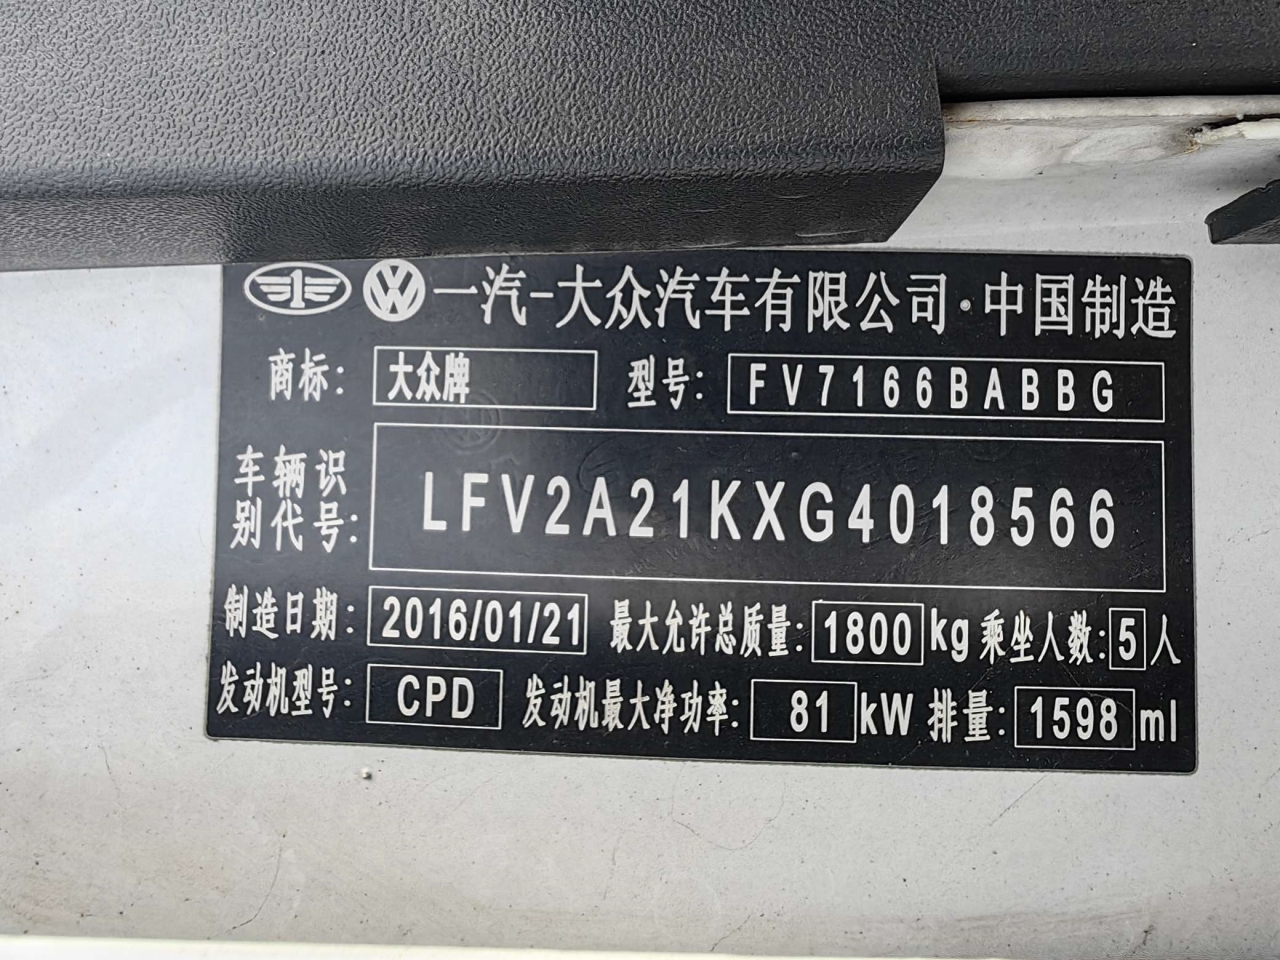 一汽-大众汽车有限公司·中国制造
商标: 大众牌 型号: FV7166BABBG
车辆识别代号: LFV2A21KXG4018566
制造日期: 2016/01/21 最大允许总质量: 1800 kg 乘坐人数: 5 人
发动机型号: CPD 发动机最大净功率: 81 kW 排量: 1598 ml